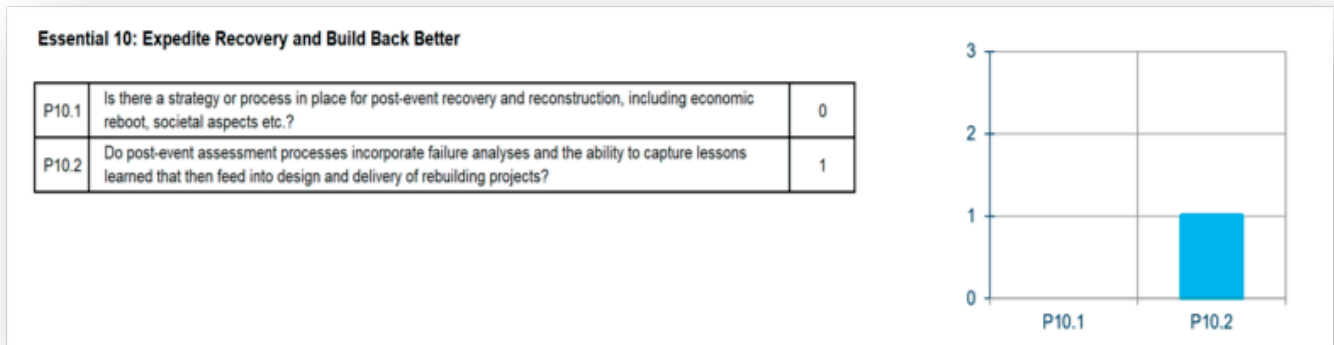 Essential 10: Expedite Recovery and Build Back Better
P10.1
Is there a strategy or process in place for post-event recovery and reconstruction, including economic
reboot, societal aspects etc.?
0
P10.2
Do post-event assessment processes incorporate failure analyses and the ability to capture lessons
learned that then feed into design and delivery of rebuilding projects?
1
3
2
1
0
P10.1 P10.2